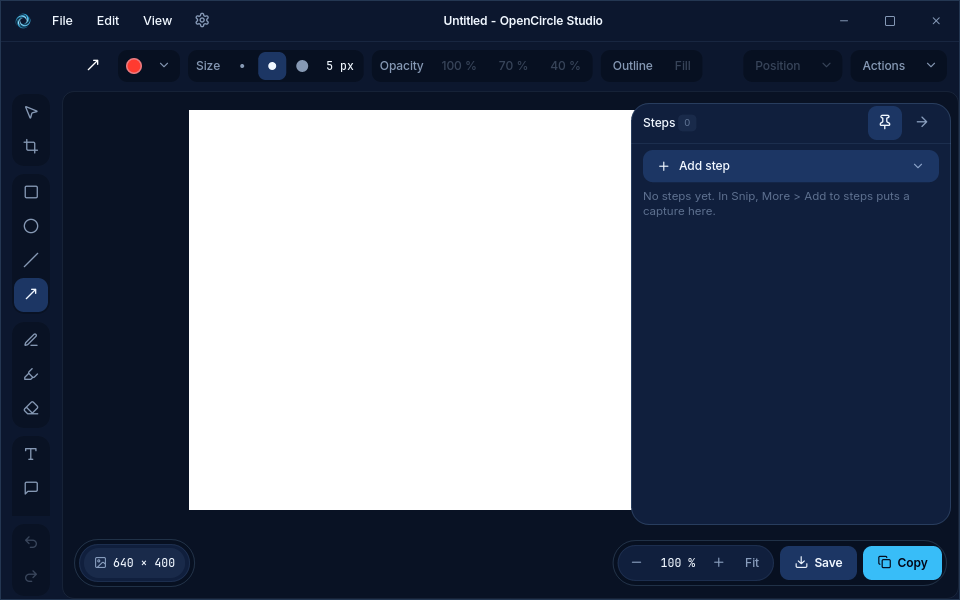 File Edit View Untitled - OpenCircle Studio
Size 5 px Opacity 100 % 70 % 40 % Outline Fill Position Actions
Steps 0
Add step
No steps yet. In Snip, More > Add to steps puts a
capture here.
640 × 400 100 % Fit Save Copy